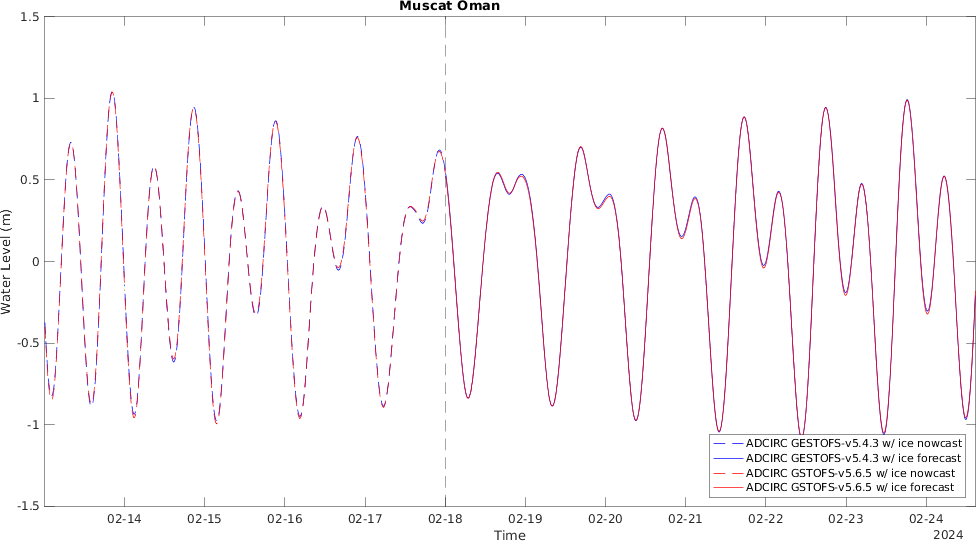 Muscat Oman
1.5
1
0.5
0
-0.5
-1
-1.5
Water Level (m)
ADCIRC GESTOFS-v5.4.3 w/ ice nowcast
ADCIRC GESTOFS-v5.4.3 w/ ice forecast
ADCIRC GSTOFS-v5.6.5 w/ ice nowcast
ADCIRC GSTOFS-v5.6.5 w/ ice forecast
02-14 02-15 02-16 02-17 02-18 02-19 02-20 02-21 02-22 02-23 02-24
Time
2024